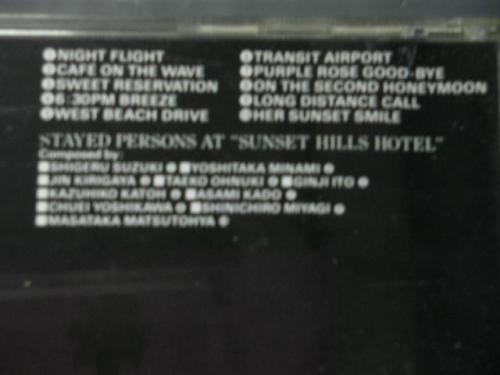 NIGHT FLIGHT
CAFE ON THE WAVE
SWEET RESERVATION
6:30PM BREEZE
WEST BEACH DRIVE
TRANSIT AIRPORT
PURPLE ROSE GOOD-BYE
ON THE SECOND HONEYMOON
LONG DISTANCE CALL
HER SUNSET SMILE
STAYED PERSONS AT "SUNSET HILLS HOTEL"
Composed by:
■SHIGERU SUZUKI ■YOSHITAKA MINAMI
■JIN KIRIGAYA ■TAEKO OHNUKI ■GINJI ITO
■KAZUHIKO KATOH ■ASAMI KADO
■CHUEI YOSHIKAWA ■SHINICHIRO MIYAGI
■MASATAKA MATSUTOHYA